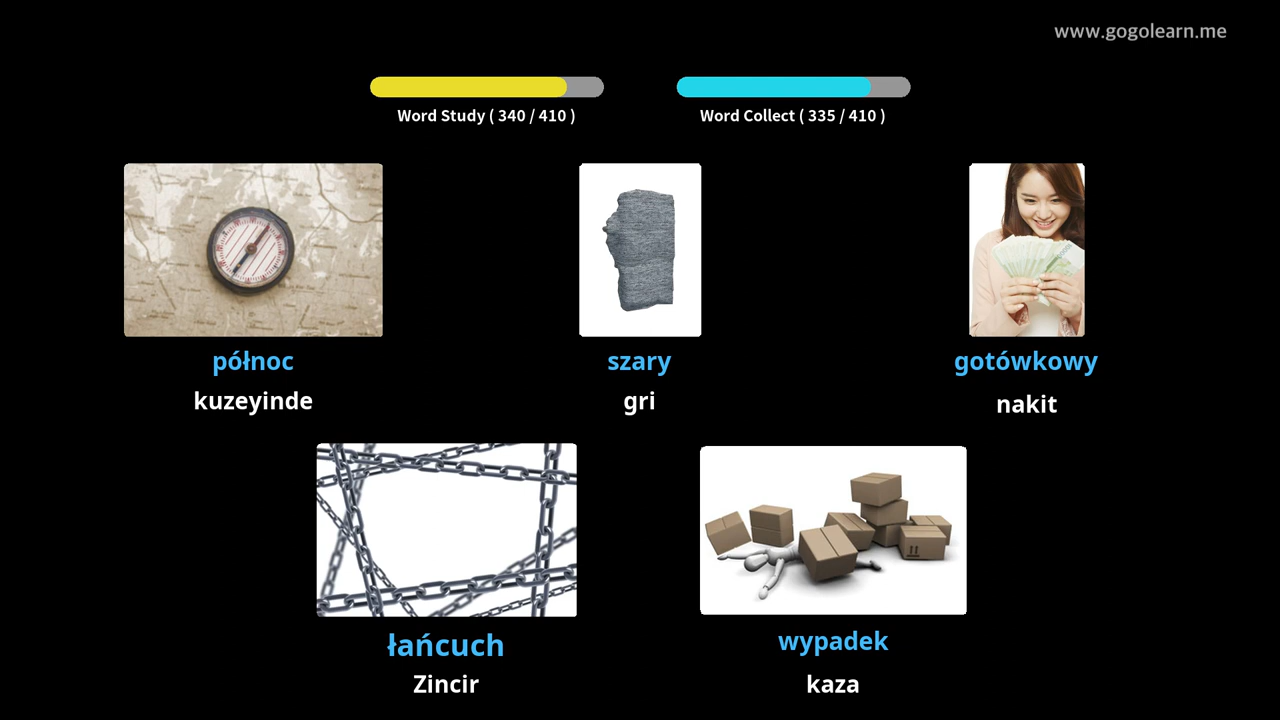 www.gogolearn.me
Word Study ( 340 / 410 )
Word Collect ( 335 / 410 )
północ
szary
gotówkowy
kuzeyinde
gri
nakit
łańcuch
wypadek
Zincir
kaza